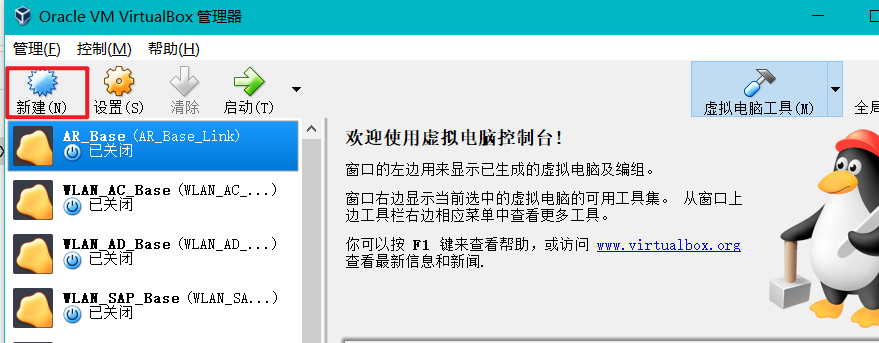 Oracle VM VirtualBox 管理器
管理(F) 控制(M) 帮助(H)
新建(N) 设置(S) 清除 启动(T) 虚拟电脑工具(M) 全局
AR_Base (AR_Base_Link)
已关闭
WLAN_AC_Base (WLAN_AC_...)
已关闭
WLAN_AD_Base (WLAN_AD_...)
已关闭
WLAN_SAP_Base (WLAN_SA...)
已关闭
欢迎使用虚拟电脑控制台!
窗口的左边用来显示已生成的虚拟电脑及编组。
窗口右边显示当前选中的虚拟电脑的可用工具集。 从窗口上
边工具栏右边相应菜单中查看更多工具。
你可以按 F1 键来查看帮助，或访问 www.virtualbox.org
查看最新信息和新闻.